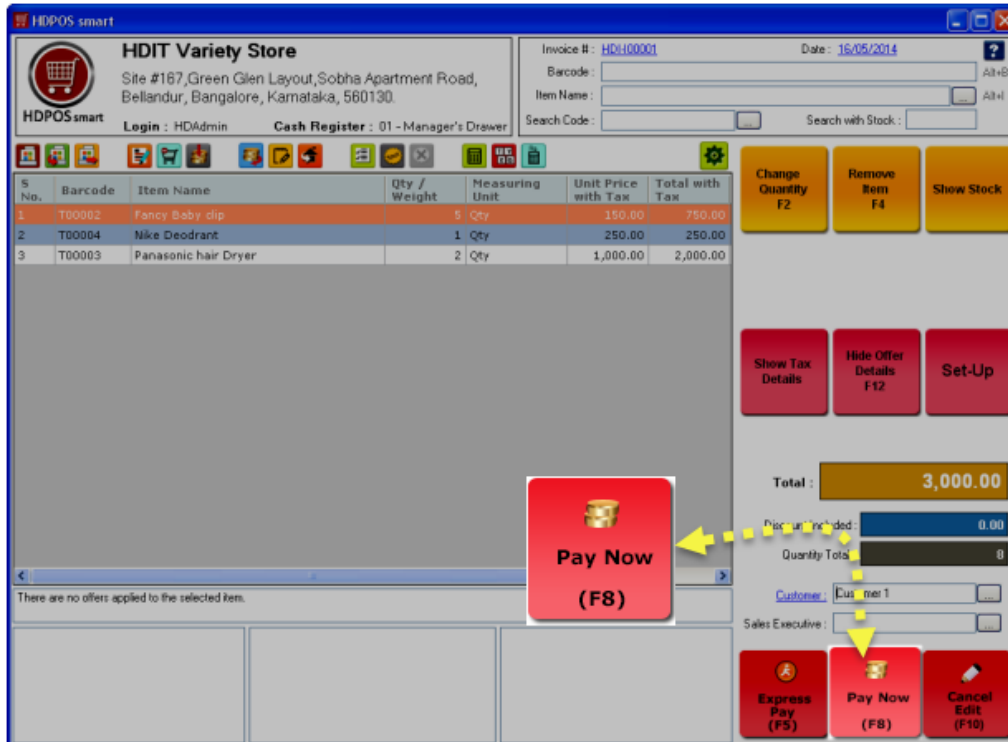 HDPOS smart
HDIT Variety Store
Site #167,Green Glen Layout,Sobha Apartment Road,
Bellandur, Bangalore, Karnataka, 560130.
HDPOS smart
Login : HDAdmin Cash Register : 01 - Manager's Drawer
Invoice # : HDI-I00001 Date : 16/05/2014 ?
Barcode : Alt+B
Item Name : ... Alt+I
Search Code : ... Search with Stock :
S No. Barcode Item Name Qty / Weight Measuring Unit Unit Price with Tax Total with Tax
1 T00002 Fancy Baby clip 5 Qty 150.00 750.00
2 T00004 Nike Deodrant 1 Qty 250.00 250.00
3 T00003 Panasonic hair Dryer 2 Qty 1,000.00 2,000.00
Change
Quantity
F2
Remove
Item
F4
Show Stock
Show Tax
Details
Hide Offer
Details
F12
Set-Up
Total : 3,000.00
Discount Included : 0.00
Quantity Total 8
Customer : Customer 1 ...
Sales Executive : ...
Pay Now
(F8)
There are no offers applied to the selected item.
Express
Pay
(F5)
Pay Now
(F8)
Cancel
Edit
(F10)